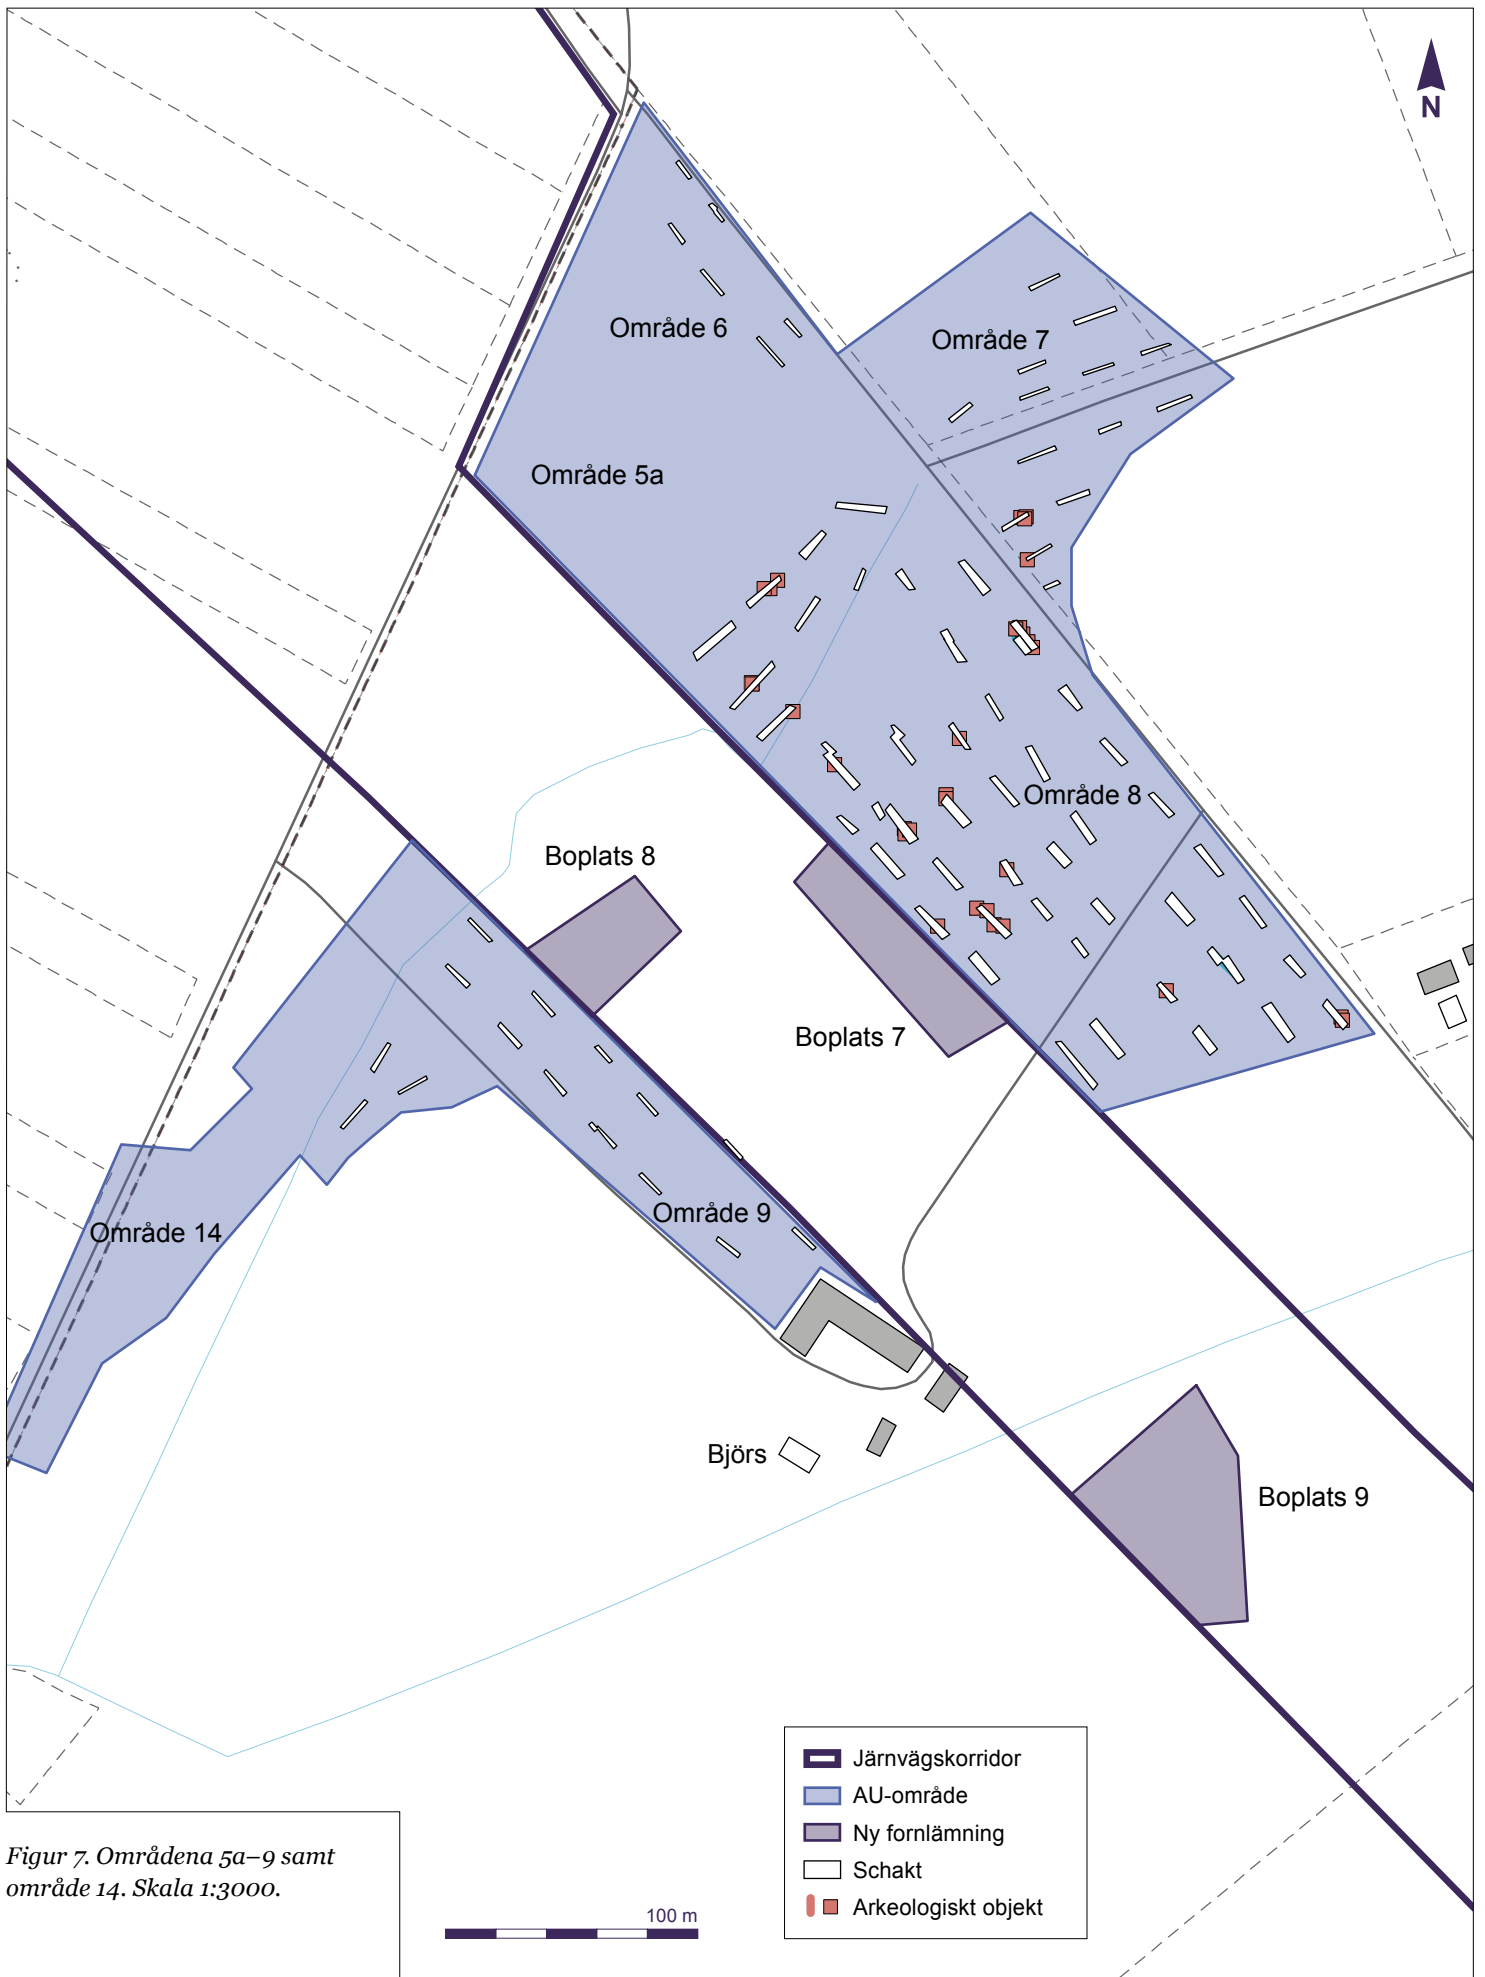 N
Område 6
Område 7
Område 5a
Område 8
Boplats 8
Boplats 7
Område 9
Område 14
Björs
Boplats 9
Järnvägskorridor
AU-område
Ny fornlämning
Schakt
Arkeologiskt objekt
Figur 7. Områdena 5a–9 samt
område 14. Skala 1:3000.
100 m